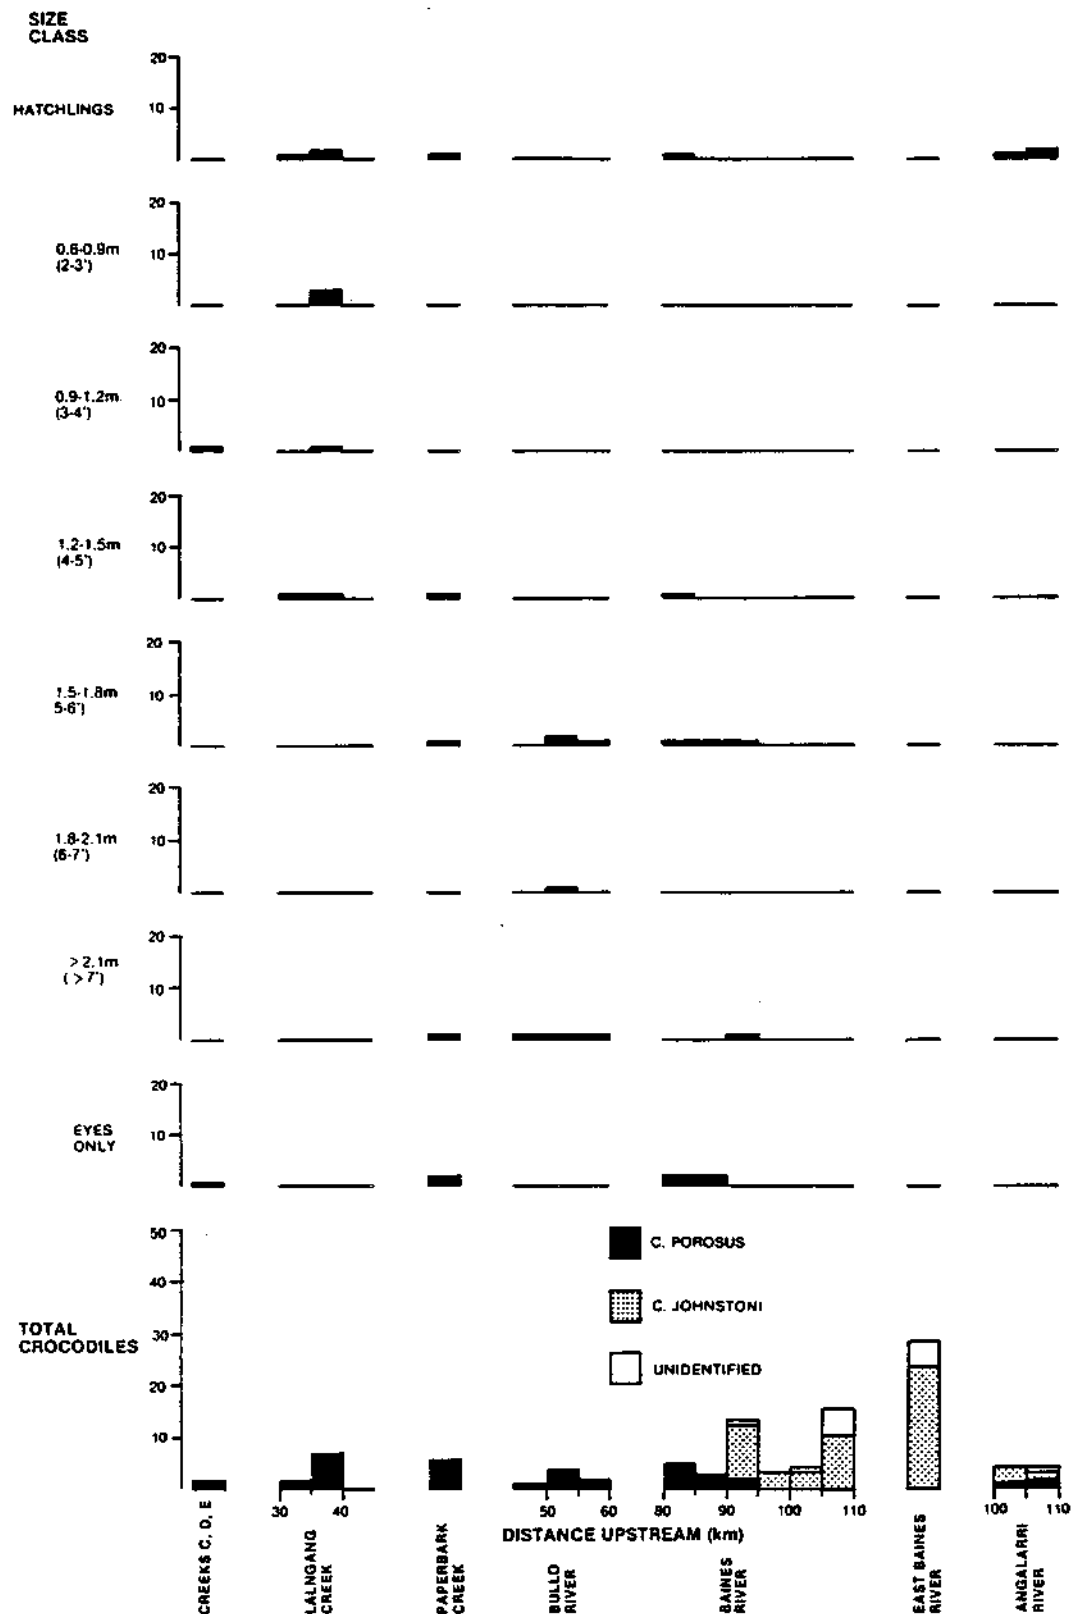 SIZE
CLASS
20
10
HATCHLINGS
20
10
0.6-0.9m
(2-3')
20
10
0.9-1.2m
(3-4')
20
10
1.2-1.5m
(4-5')
20
10
1.5-1.8m
5-6')
20
10
1.8-2.1m
(6-7')
20
10
>2.1m
(>7')
20
10
EYES
ONLY
50
40
30
20
10
TOTAL
CROCODILES
C. POROSUS
C. JOHNSTONI
UNIDENTIFIED
30 40 50 60 80 90 100 110 100 110
DISTANCE UPSTREAM (km)
CREEKS C, D, E
LALNGANG
CREEK
PAPERBARK
CREEK
BULLO
RIVER
BAINES
RIVER
EAST BAINES
RIVER
ANGALARRI
RIVER